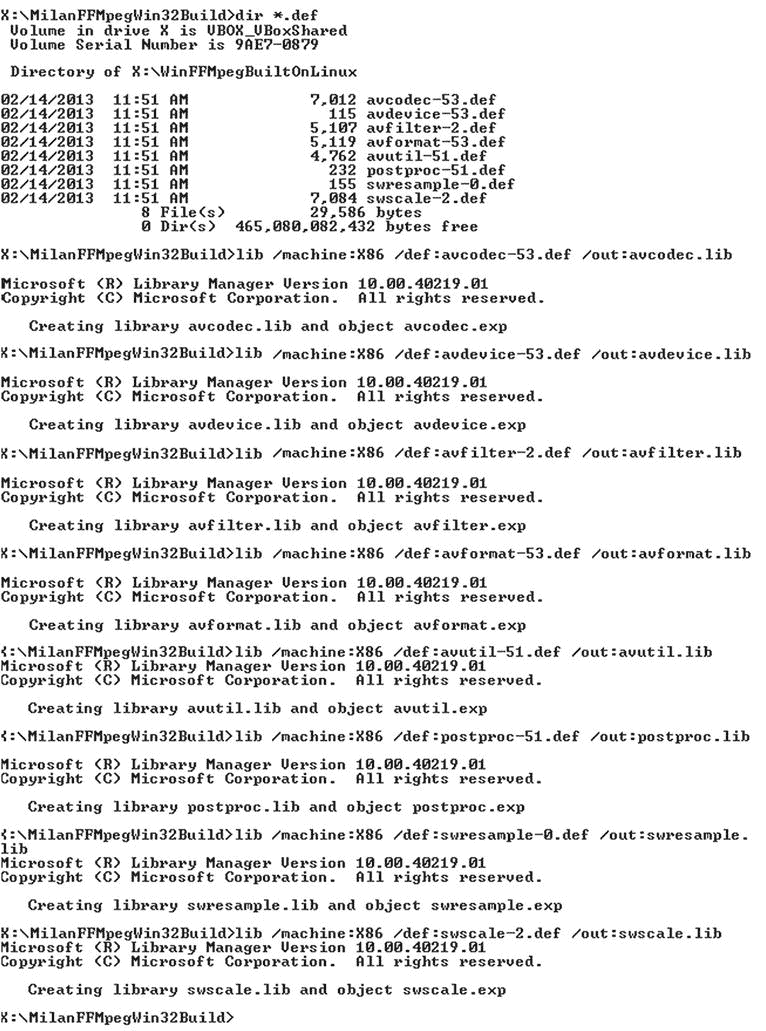 X:\MilanFFMpegWin32Build>dir *.def
Volume in drive X is VBOX_VBoxShared
Volume Serial Number is 9AE7-0879
Directory of X:\WinFFMpegBuiltOnLinux
02/14/2013  11:51 AM             7,012 avcodec-53.def
02/14/2013  11:51 AM               115 avdevice-53.def
02/14/2013  11:51 AM             5,107 avfilter-2.def
02/14/2013  11:51 AM             5,119 avformat-53.def
02/14/2013  11:51 AM             4,762 avutil-51.def
02/14/2013  11:51 AM               232 postproc-51.def
02/14/2013  11:51 AM               155 swresample-0.def
02/14/2013  11:51 AM             7,084 swscale-2.def
8 File(s)         29,586 bytes
0 Dir(s)  465,080,082,432 bytes free
X:\MilanFFMpegWin32Build>lib /machine:X86 /def:avcodec-53.def /out:avcodec.lib
Microsoft (R) Library Manager Version 10.00.40219.01
Copyright (C) Microsoft Corporation.  All rights reserved.
Creating library avcodec.lib and object avcodec.exp
X:\MilanFFMpegWin32Build>lib /machine:X86 /def:avdevice-53.def /out:avdevice.lib
Microsoft (R) Library Manager Version 10.00.40219.01
Copyright (C) Microsoft Corporation.  All rights reserved.
Creating library avdevice.lib and object avdevice.exp
X:\MilanFFMpegWin32Build>lib /machine:X86 /def:avfilter-2.def /out:avfilter.lib
Microsoft (R) Library Manager Version 10.00.40219.01
Copyright (C) Microsoft Corporation.  All rights reserved.
Creating library avfilter.lib and object avfilter.exp
X:\MilanFFMpegWin32Build>lib /machine:X86 /def:avformat-53.def /out:avformat.lib
Microsoft (R) Library Manager Version 10.00.40219.01
Copyright (C) Microsoft Corporation.  All rights reserved.
Creating library avformat.lib and object avformat.exp
X:\MilanFFMpegWin32Build>lib /machine:X86 /def:avutil-51.def /out:avutil.lib
Microsoft (R) Library Manager Version 10.00.40219.01
Copyright (C) Microsoft Corporation.  All rights reserved.
Creating library avutil.lib and object avutil.exp
X:\MilanFFMpegWin32Build>lib /machine:X86 /def:postproc-51.def /out:postproc.lib
Microsoft (R) Library Manager Version 10.00.40219.01
Copyright (C) Microsoft Corporation.  All rights reserved.
Creating library postproc.lib and object postproc.exp
X:\MilanFFMpegWin32Build>lib /machine:X86 /def:swresample-0.def /out:swresample.
lib
Microsoft (R) Library Manager Version 10.00.40219.01
Copyright (C) Microsoft Corporation.  All rights reserved.
Creating library swresample.lib and object swresample.exp
X:\MilanFFMpegWin32Build>lib /machine:X86 /def:swscale-2.def /out:swscale.lib
Microsoft (R) Library Manager Version 10.00.40219.01
Copyright (C) Microsoft Corporation.  All rights reserved.
Creating library swscale.lib and object swscale.exp
X:\MilanFFMpegWin32Build>